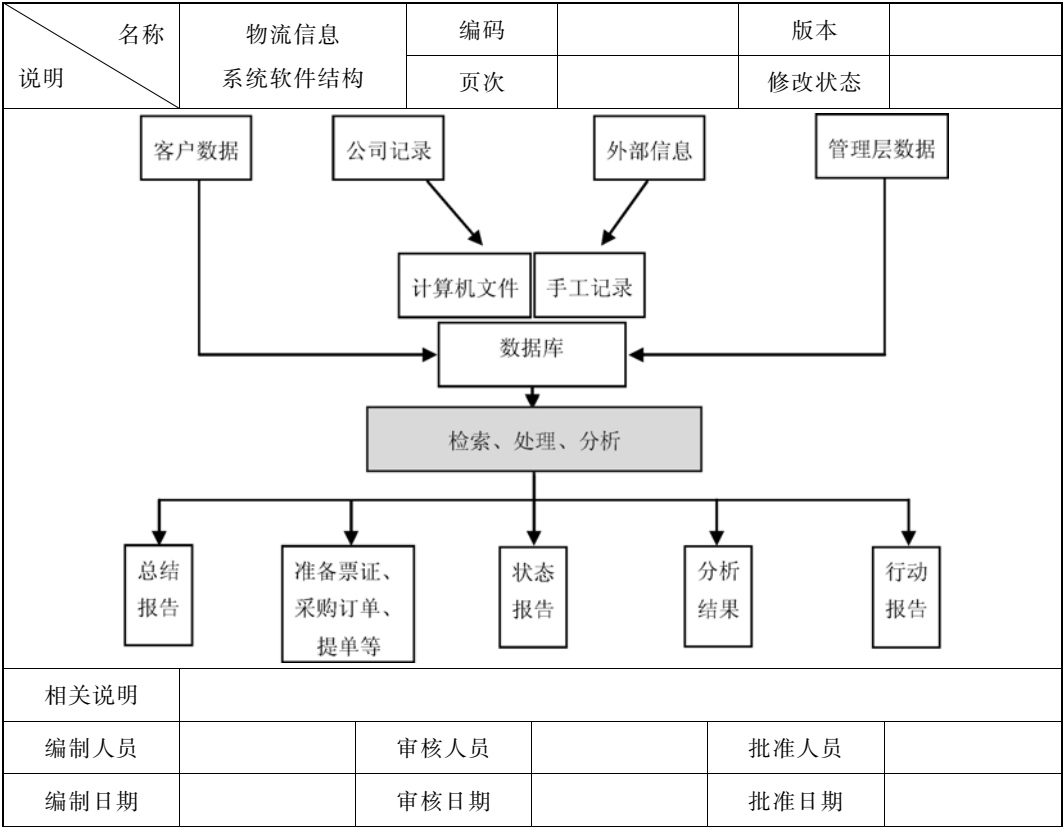 名称
说明
物流信息
系统软件结构
编码
版本
页次
修改状态
客户数据
公司记录
外部信息
管理层数据
计算机文件
手工记录
数据库
检索、处理、分析
总结
报告
准备票证、
采购订单、
提单等
状态
报告
分析
结果
行动
报告
相关说明
编制人员
审核人员
批准人员
编制日期
审核日期
批准日期